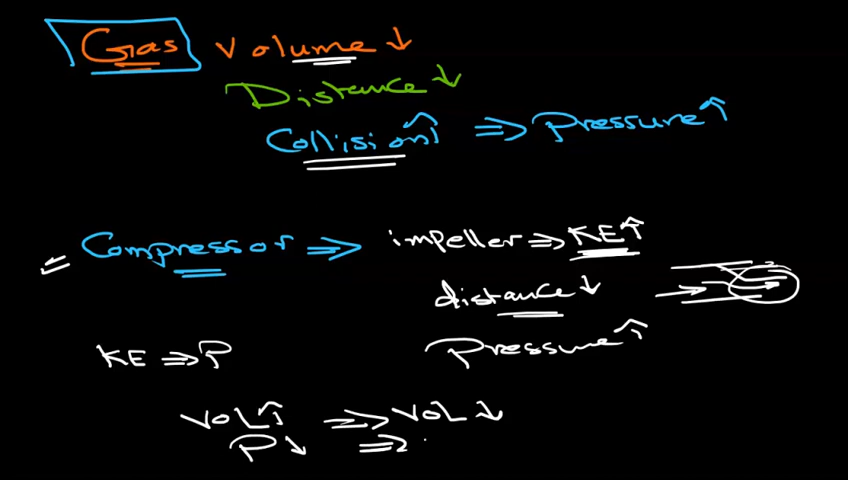 Gas Volume ↓
Distance ↓
Collision ↑ ⇒ Pressure ↑
Compressor ⇒ impeller ⇒ KE ↑
distance ↓
KE ⇒ P
Pressure ↑
VOL ↑ ⇒ VOL ↓
P ↓ ⇒